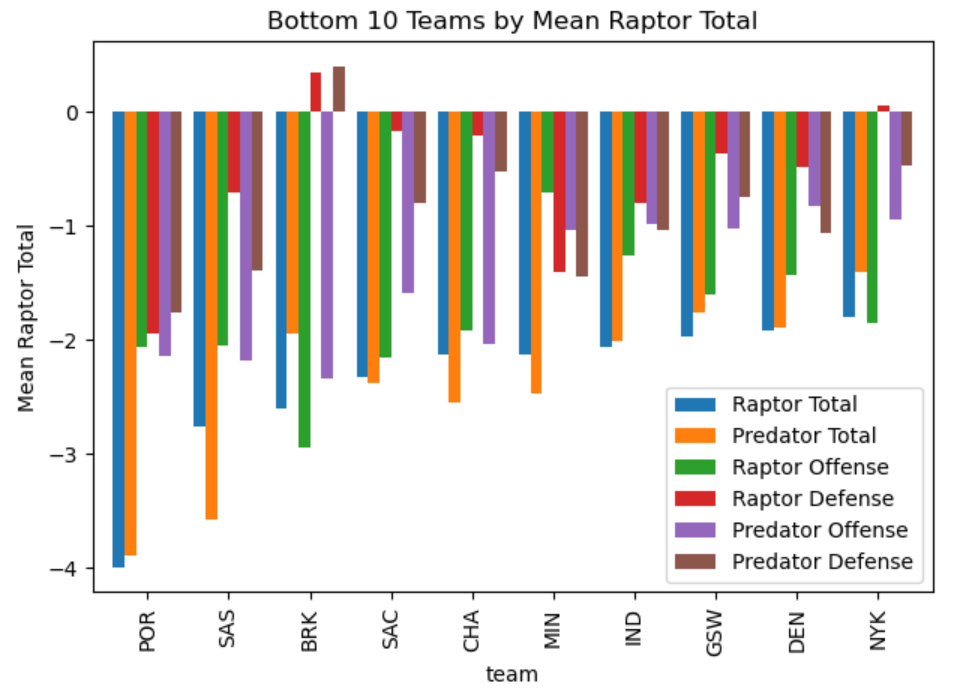 Bottom 10 Teams by Mean Raptor Total
Mean Raptor Total
0
−1
−2
−3
−4
Raptor Total
Predator Total
Raptor Offense
Raptor Defense
Predator Offense
Predator Defense
POR
SAS
BRK
SAC
CHA
MIN
IND
GSW
DEN
NYK
team